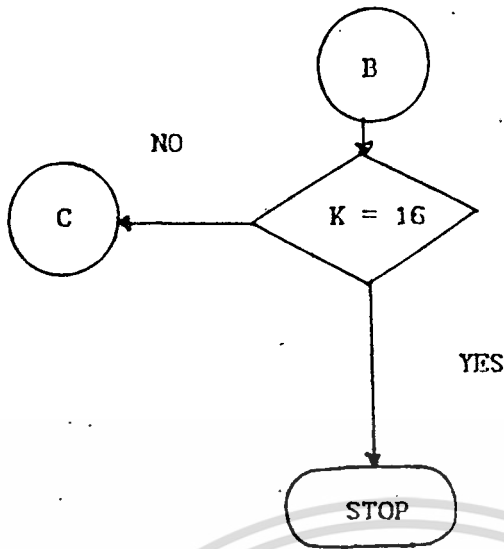 B
NO
C
K = 16
YES
STOP